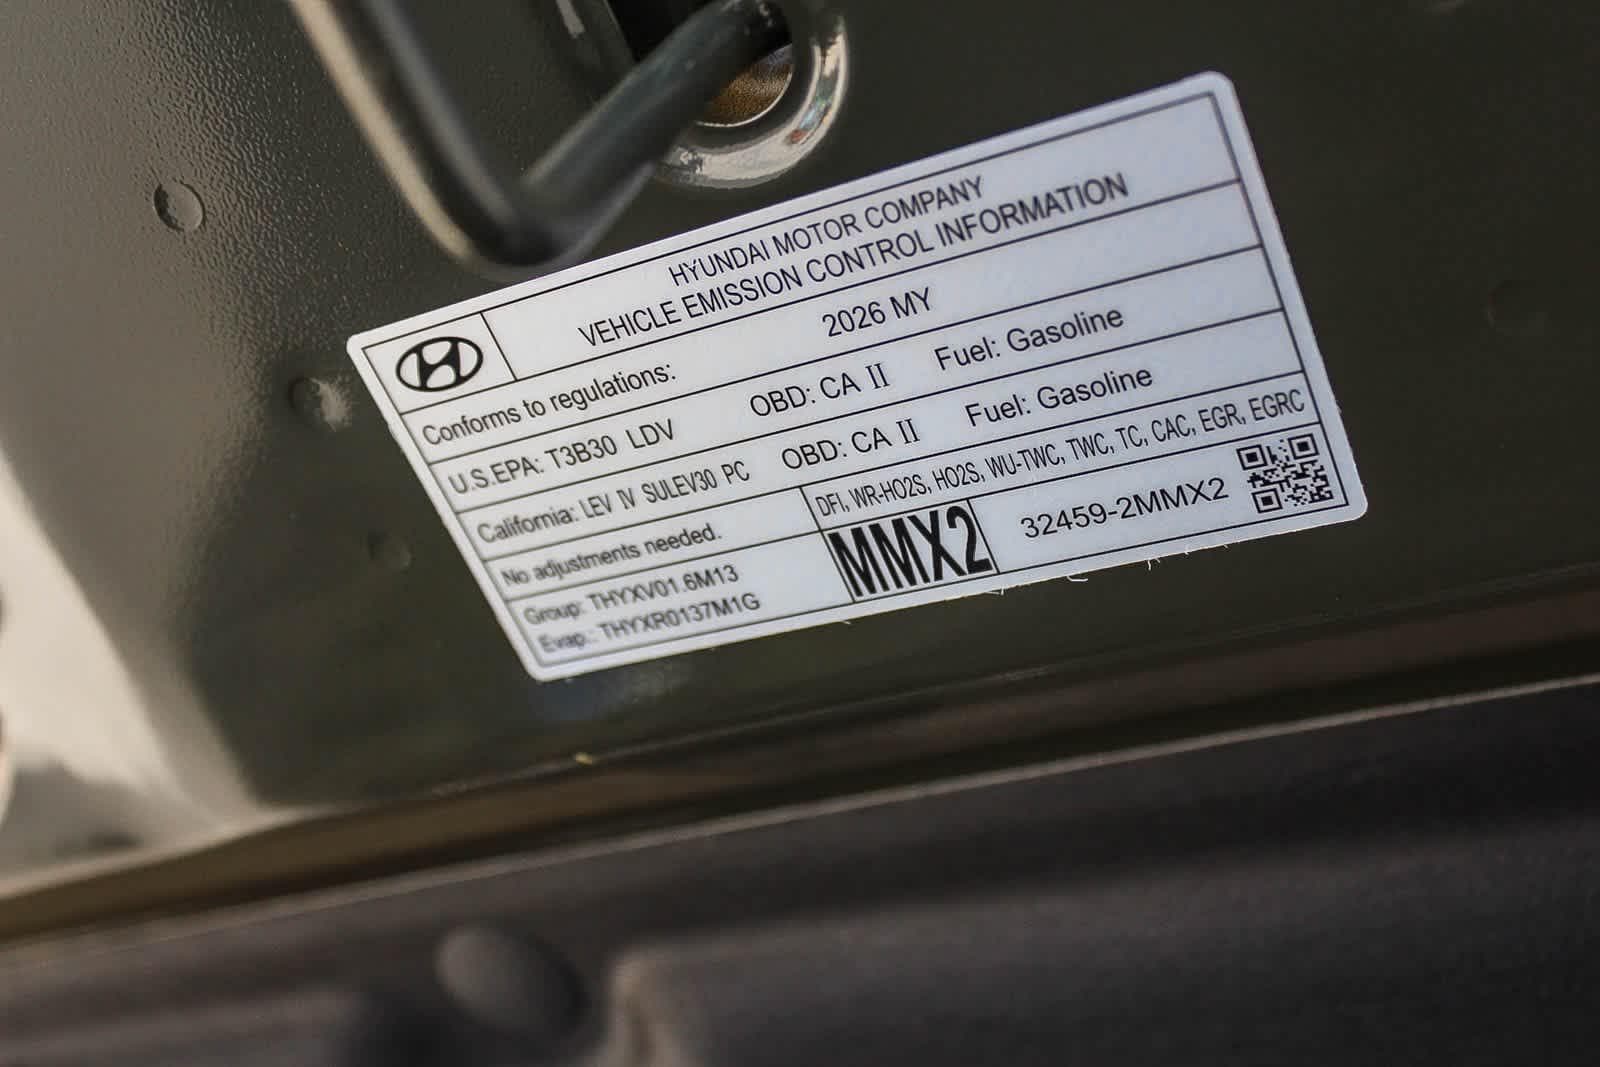 HYUNDAI MOTOR COMPANY
VEHICLE EMISSION CONTROL INFORMATION
Conforms to regulations: 2026 MY
U.S.EPA: T3B30 LDV OBD: CA II Fuel: Gasoline
California: LEV IV SULEV30 PC OBD: CA II Fuel: Gasoline
No adjustments needed. DFI, WR-HO2S, HO2S, WU-TWC, TWC, TC, CAC, EGR, EGRC
Group: THYXV01.6M13
Evap.: THYXR0137M1G
MMX2
32459-2MMX2